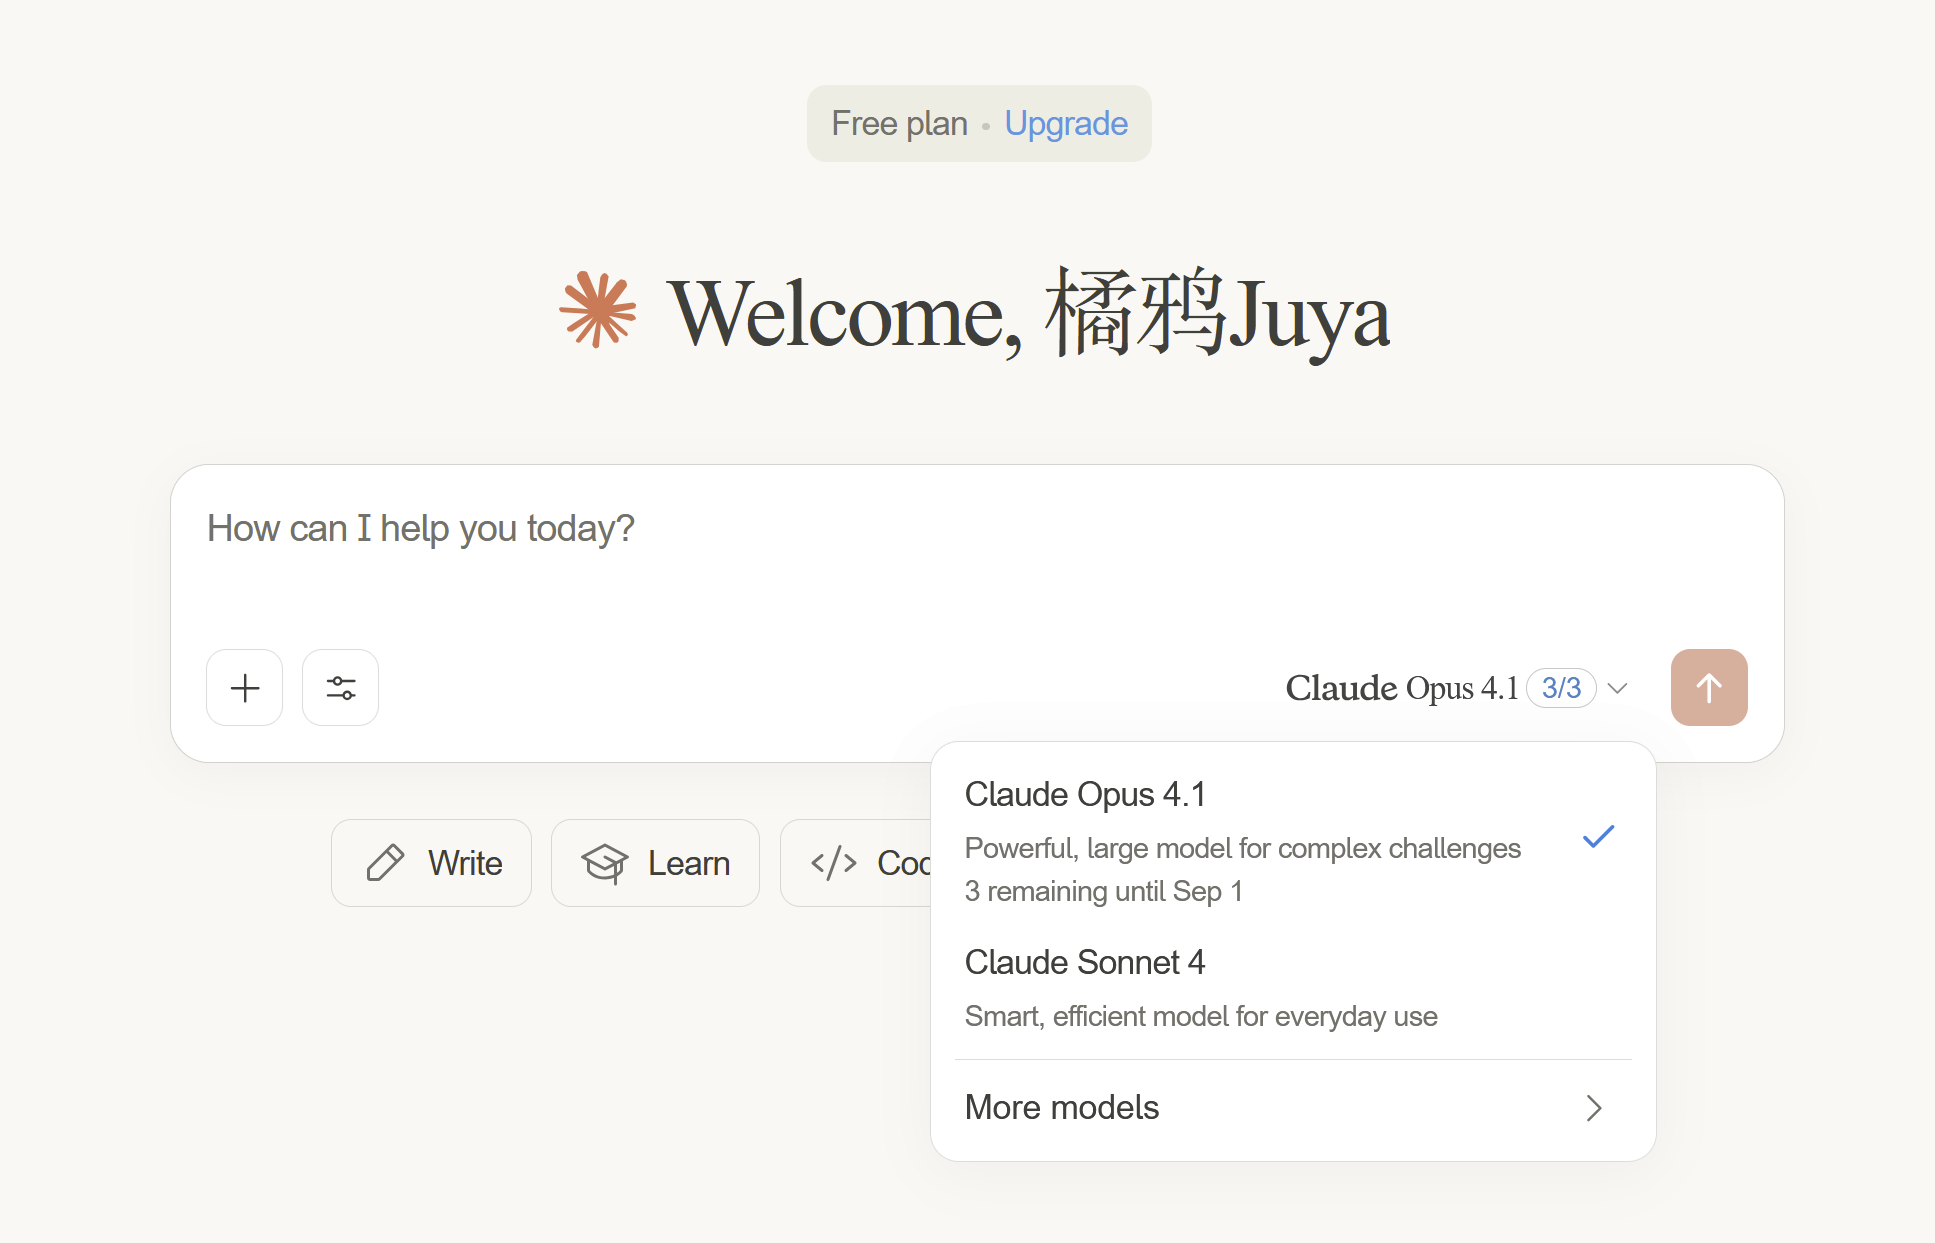 Free plan • Upgrade
Welcome, 橘鸦Juya
How can I help you today?
Claude Opus 4.1 3/3
Claude Opus 4.1
Powerful, large model for complex challenges
3 remaining until Sep 1
Write
Learn
Claude Sonnet 4
Smart, efficient model for everyday use
More models